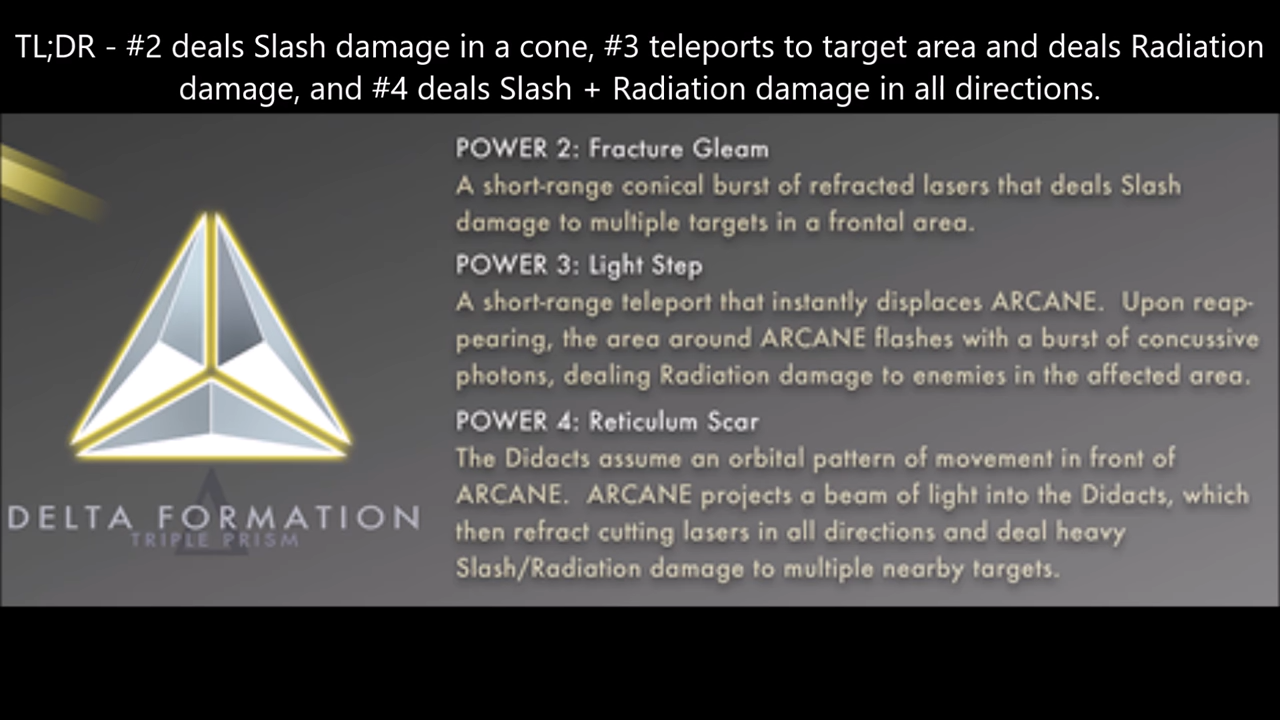 TL;DR - #2 deals Slash damage in a cone, #3 teleports to target area and deals Radiation
damage, and #4 deals Slash + Radiation damage in all directions.
POWER 2: Fracture Gleam
A short-range conical burst of refracted lasers that deals Slash
damage to multiple targets in a frontal area.
POWER 3: Light Step
A short-range teleport that instantly displaces ARCANE. Upon reap-
pearing, the area around ARCANE flashes with a burst of concussive
photons, dealing Radiation damage to enemies in the affected area.
POWER 4: Reticulum Scar
The Didacts assume an orbital pattern of movement in front of
ARCANE. ARCANE projects a beam of light into the Didacts, which
then refract cutting lasers in all directions and deal heavy
Slash/Radiation damage to multiple nearby targets.
DELTA FORMATION
TRIPLE PRISM